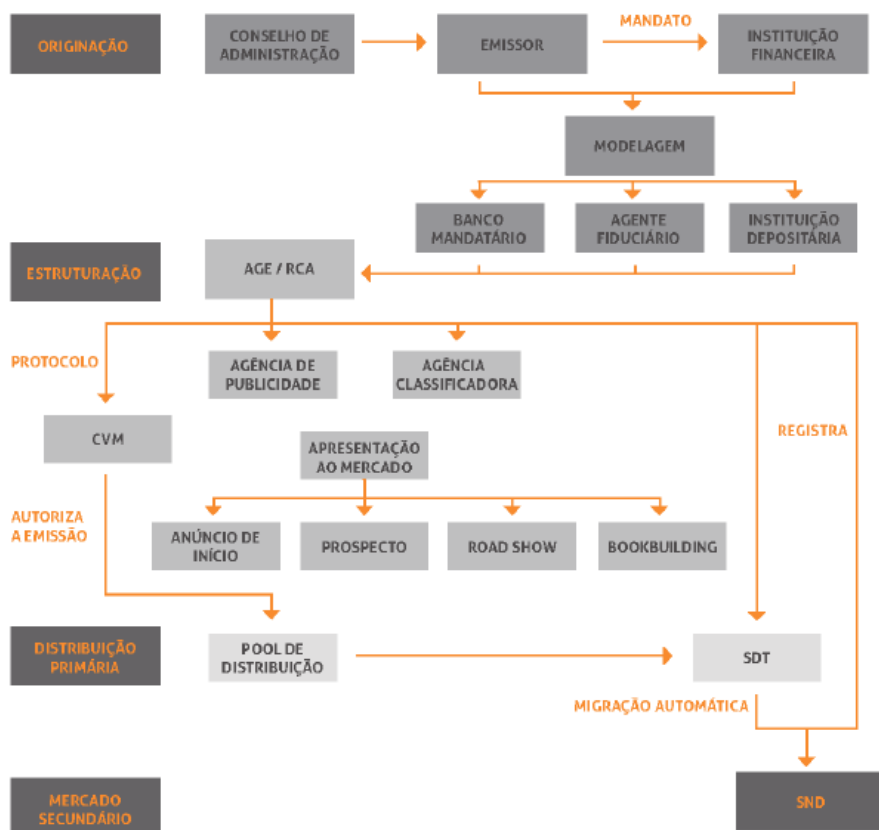 ORIGINAÇÃO
CONSELHO DE
ADMINISTRAÇÃO
EMISSOR
MANDATO
INSTITUIÇÃO
FINANCEIRA
MODELAGEM
BANCO
MANDATÁRIO
AGENTE
FIDUCIÁRIO
INSTITUIÇÃO
DEPOSITÁRIA
ESTRUTURAÇÃO
AGE / RCA
PROTOCOLO
AGÊNCIA DE
PUBLICIDADE
AGÊNCIA
CLASSIFICADORA
CVM
REGISTRA
APRESENTAÇÃO
AO MERCADO
AUTORIZA
A EMISSÃO
ANÚNCIO DE
INÍCIO
PROSPECTO
ROAD SHOW
BOOKBUILDING
DISTRIBUIÇÃO
PRIMÁRIA
POOL DE
DISTRIBUIÇÃO
SDT
MIGRAÇÃO AUTOMÁTICA
MERCADO
SECUNDÁRIO
SND